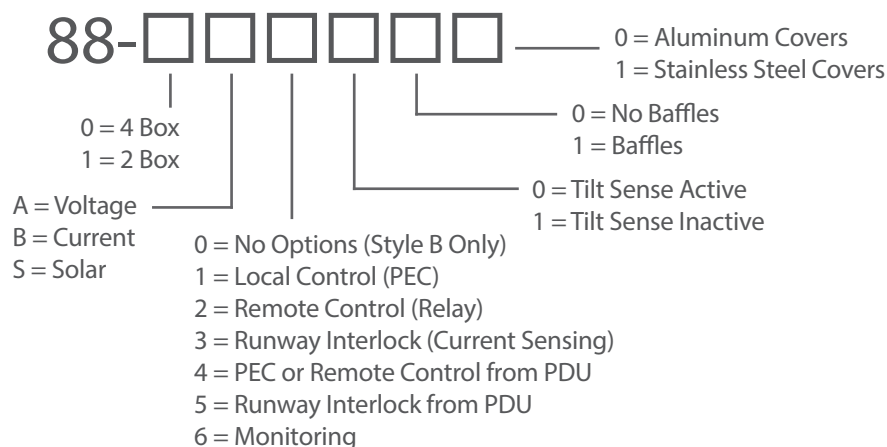 88-
0 = Aluminum Covers
1 = Stainless Steel Covers
0 = No Baffles
1 = Baffles
0 = Tilt Sense Active
1 = Tilt Sense Inactive
0 = 4 Box
1 = 2 Box
A = Voltage
B = Current
S = Solar
0 = No Options (Style B Only)
1 = Local Control (PEC)
2 = Remote Control (Relay)
3 = Runway Interlock (Current Sensing)
4 = PEC or Remote Control from PDU
5 = Runway Interlock from PDU
6 = Monitoring